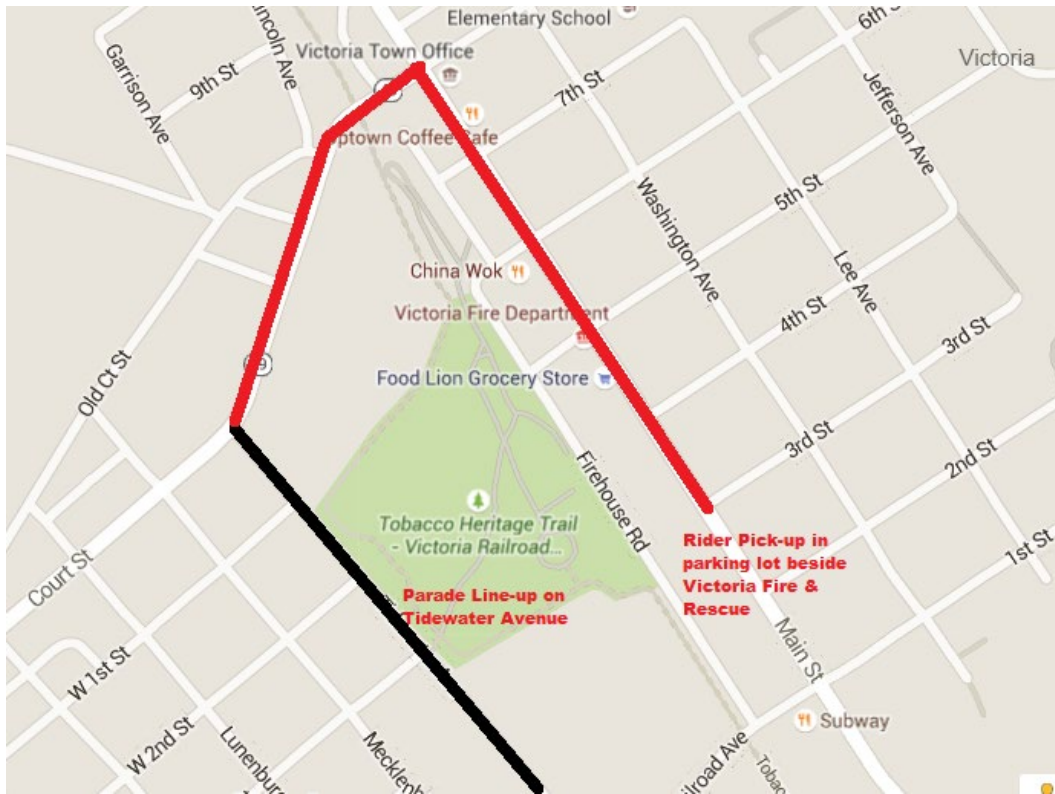 Elementary School
6th St
Garrison Ave
Victoria Town Office
9th St
Victoria
7th St
Jefferson Ave
Coffee
5th St
Washington Ave
China Wok
Lee Ave
4th St
Victoria Fire Department
3rd St
Old Ct St
Food Lion Grocery Store
3rd St
2nd St
Firehouse Rd
Tobacco Heritage Trail
- Victoria Railroad...
1st St
Rider Pick-up in
parking lot beside
Victoria Fire &
Rescue
Court St
Parade Line-up on
Tidewater Avenue
Main St
W 1st St
Subway
W 2nd St
Ave